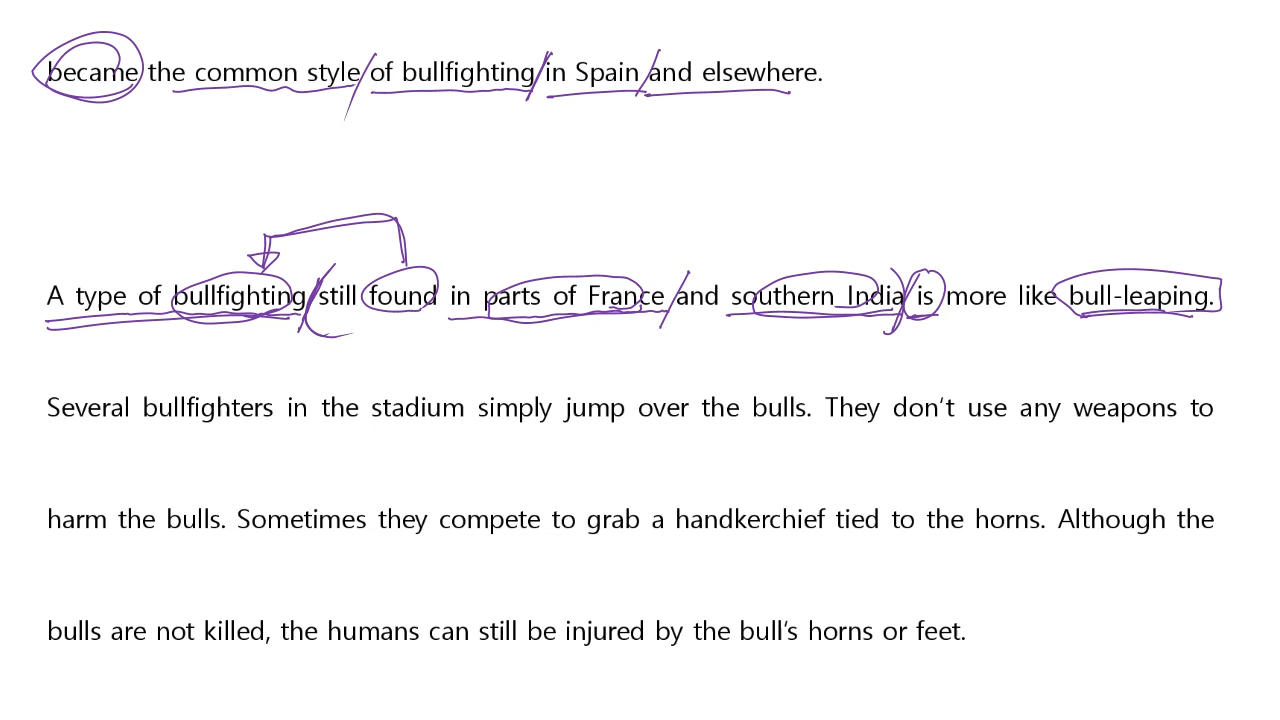 became the common style of bullfighting in Spain and elsewhere.
A type of bullfighting still found in parts of France and southern India is more like bull-leaping.
Several bullfighters in the stadium simply jump over the bulls. They don't use any weapons to
harm the bulls. Sometimes they compete to grab a handkerchief tied to the horns. Although the
bulls are not killed, the humans can still be injured by the bull's horns or feet.